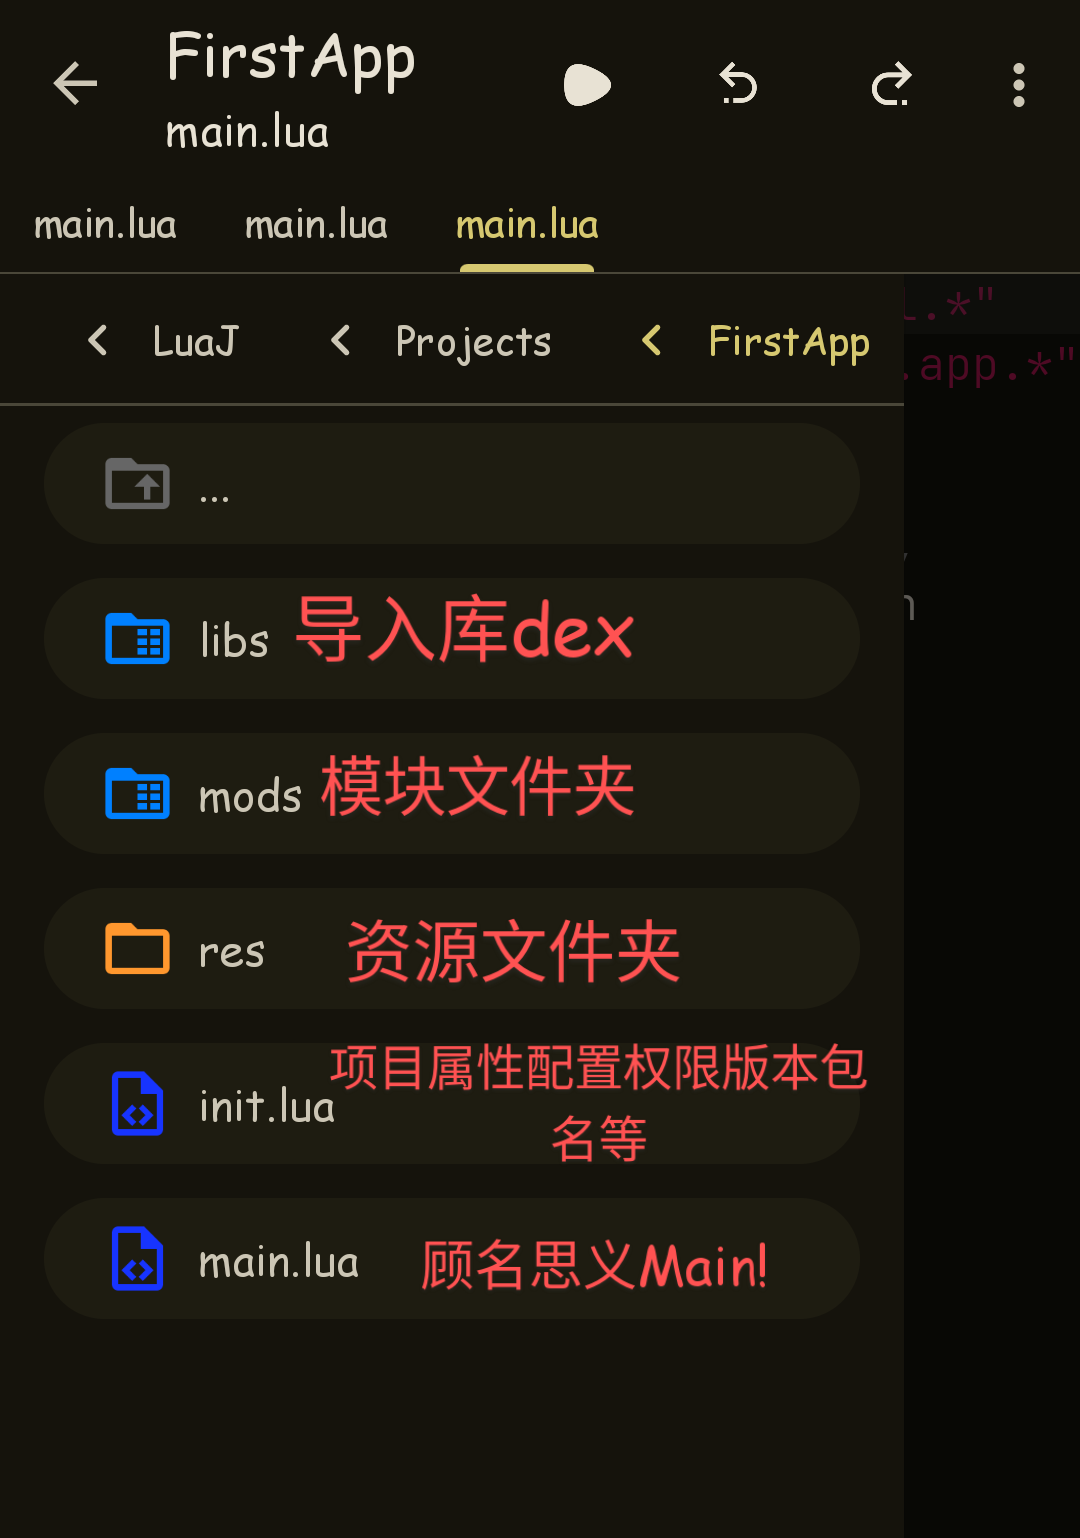 FirstApp
main.lua
main.lua main.lua main.lua
LuaJ Projects FirstApp
.*"
.app.*"
...
libs 导入库dex
mods 模块文件夹
res 资源文件夹
init.lua 项目属性配置权限版本包
名等
main.lua 顾名思义Main!